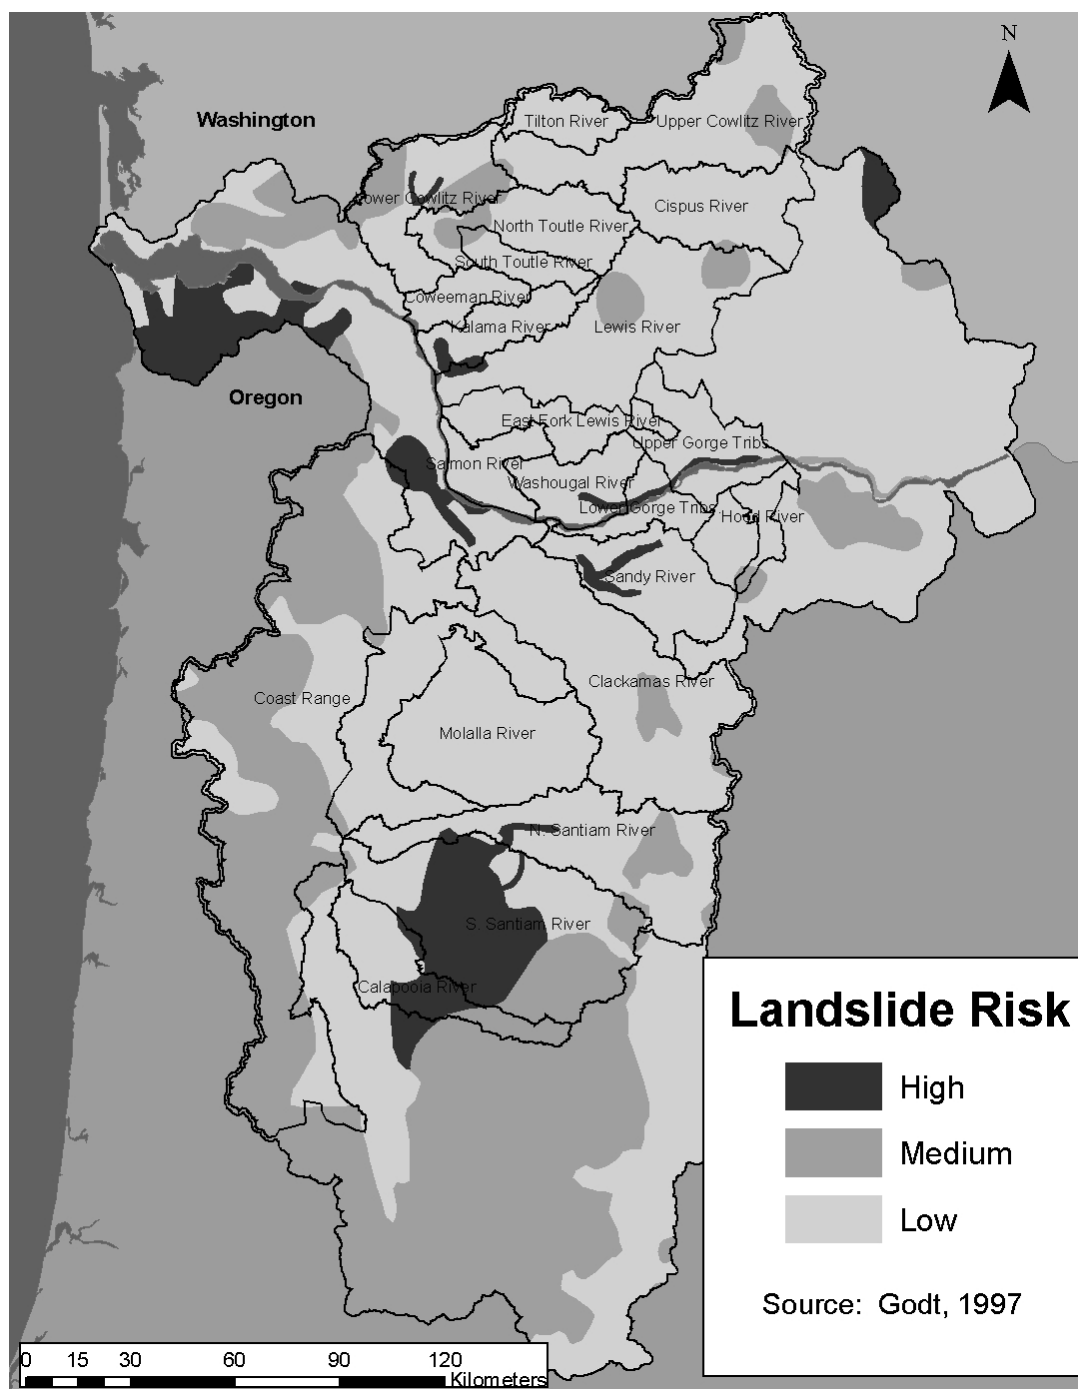 N
Washington
Tilton River
Upper Cowlitz River
Lower Cowlitz River
Cispus River
North Toutle River
South Toutle River
Coweeman River
Kalama River
Lewis River
Oregon
East Fork Lewis River
Upper Gorge Tribs
Salmon River
Washougal River
Lower Gorge Tribs
Hood River
Sandy River
Clackamas River
Coast Range
Molalla River
N. Santiam River
S. Santiam River
Calapooia River
Landslide Risk
High
Medium
Low
Source: Godt, 1997
0 15 30 60 90 120
Kilometers